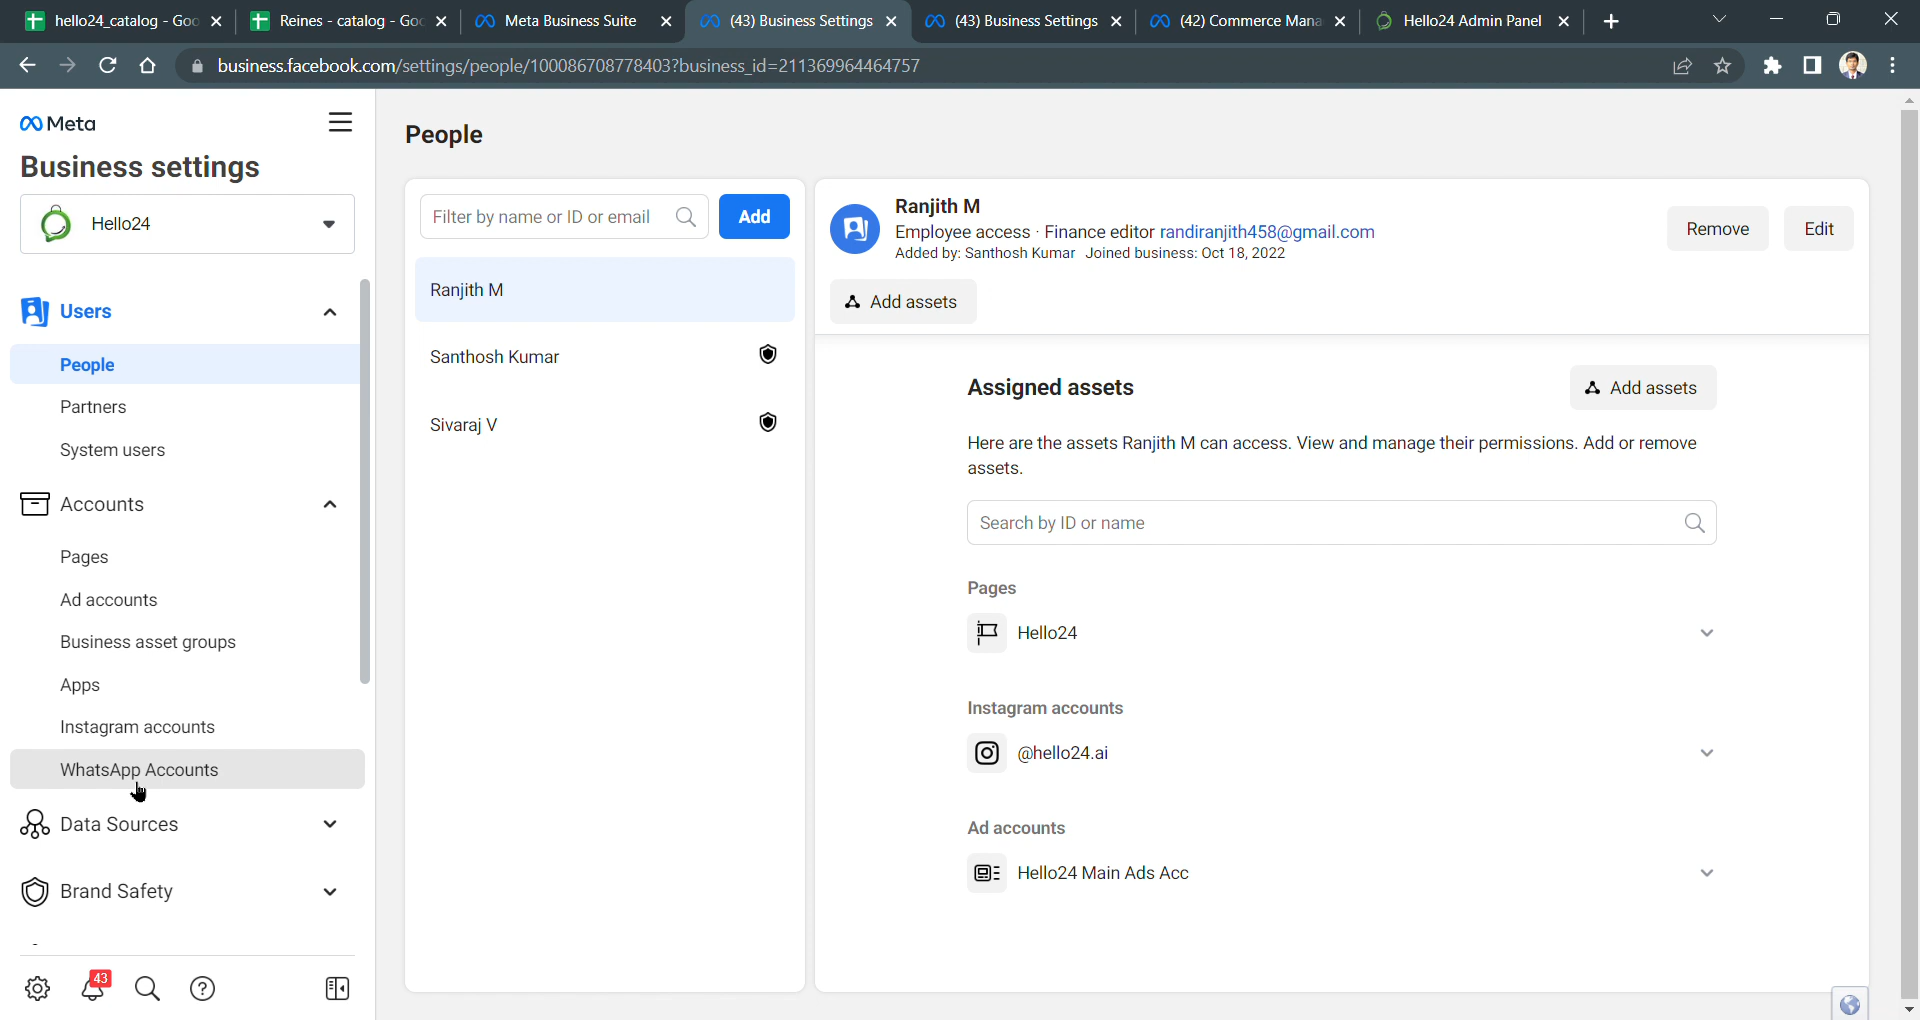 hello24_catalog - Goo
Reines - catalog - Goo
Meta Business Suite
(43) Business Settings
(43) Business Settings
(42) Commerce Mana
Hello24 Admin Panel
business.facebook.com/settings/people/100086708778403?business_id=211369964464757
Meta
Business settings
Hello24
Users
People
Partners
System users
Accounts
Pages
Ad accounts
Business asset groups
Apps
Instagram accounts
WhatsApp Accounts
Data Sources
Brand Safety
43
People
Filter by name or ID or email
Add
Ranjith M
Santhosh Kumar
Sivaraj V
Ranjith M
Employee access · Finance editor randiranjith458@gmail.com
Added by: Santhosh Kumar Joined business: Oct 18, 2022
Remove
Edit
Add assets
Assigned assets
Add assets
Here are the assets Ranjith M can access. View and manage their permissions. Add or remove
assets.
Search by ID or name
Pages
Hello24
Instagram accounts
@hello24.ai
Ad accounts
Hello24 Main Ads Acc